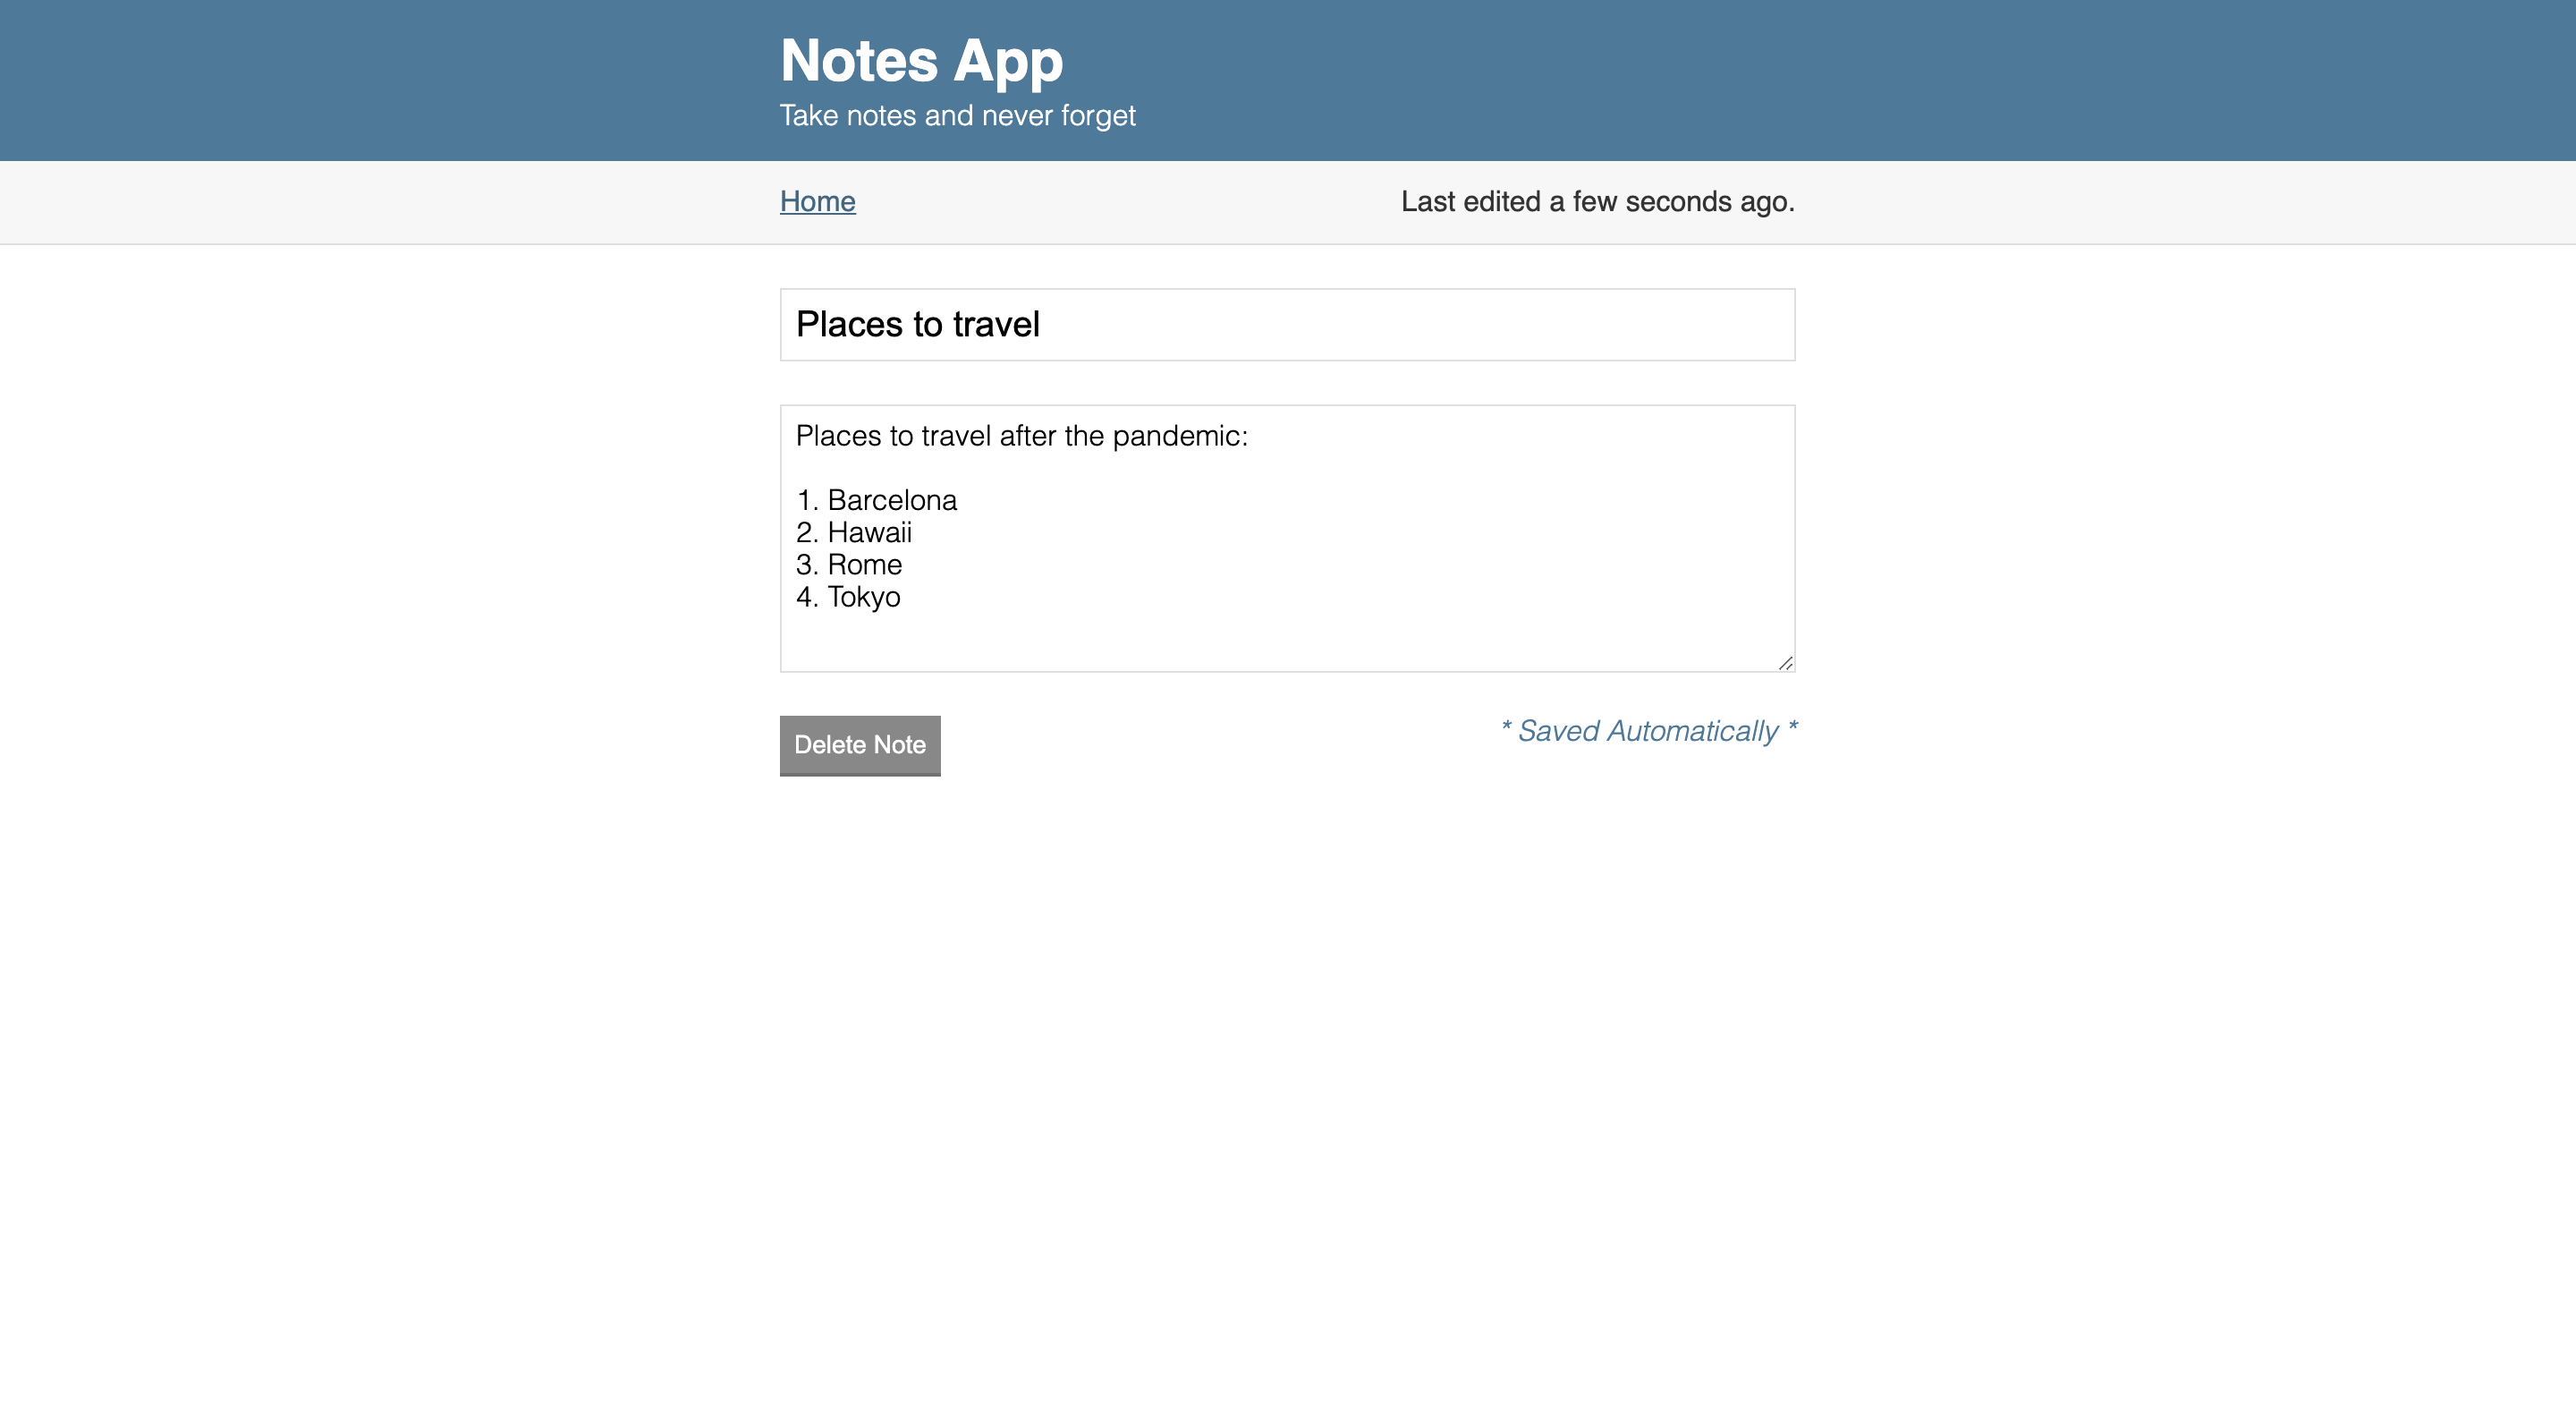 Notes App
Take notes and never forget
Home
Last edited a few seconds ago.
Places to travel
Places to travel after the pandemic:
1. Barcelona
2. Hawaii
3. Rome
4. Tokyo
Delete Note
* Saved Automatically *